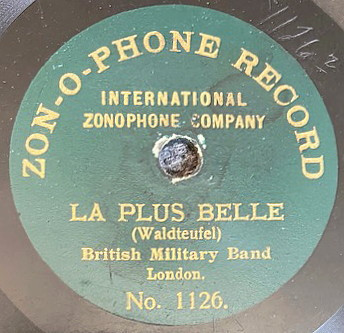 ZON-O-PHONE RECORD
INTERNATIONAL
ZONOPHONE COMPANY
LA PLUS BELLE
(Waldteufel)
British Military Band
London.
No. 1126.